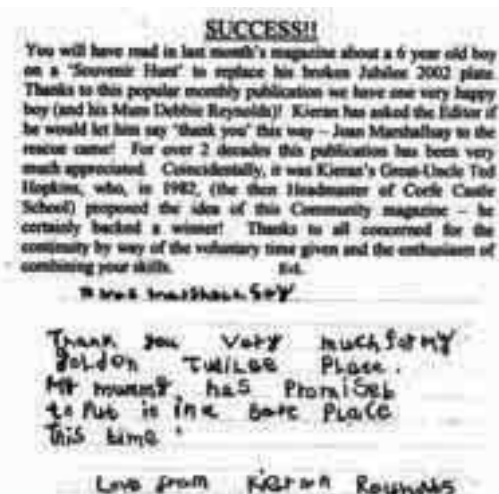 SUCCESS!!
You will have read in last month's magazine about a 6 year old boy
on a 'Souvenir Hunt' to replace his broken Jubilee 2002 plate.
Thanks to this popular monthly publication we have one very happy
boy (and his Mum Debbie Reynolds)! Kieran has asked the Editor if
he would let him say 'thank you' this way – Joan Marshallsay to the
rescue came! For over 2 decades this publication has been very
much appreciated. Coincidentally, it was Kieran's Great-Uncle Ted
Hopkins, who, in 1982, (the then Headmaster of Corfe Castle
School) proposed the idea of this Community magazine – he
certainly backed a winner! Thanks to all concerned for the
continuity by way of the voluntary time given and the enthusiasm of
combining your skills. Ed.
Thank you very much for my
golden
My mummy has Promiseb
to Put is in a Place
this time
Love from Kieran Reynolds